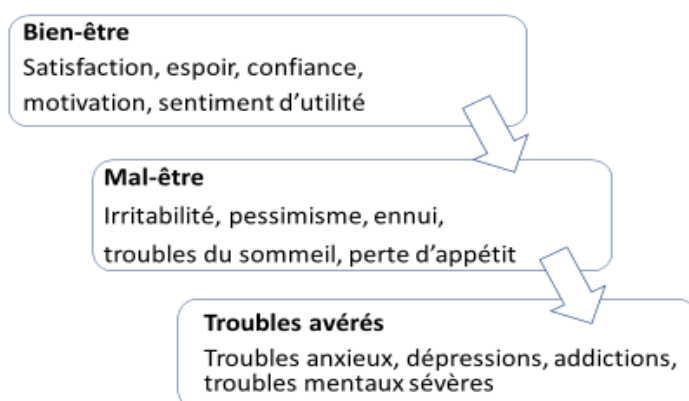 Bien-être
Satisfaction, espoir, confiance,
motivation, sentiment d'utilité
Mal-être
Irritabilité, pessimisme, ennui,
troubles du sommeil, perte d'appétit
Troubles avérés
Troubles anxieux, dépressions, addictions,
troubles mentaux sévères